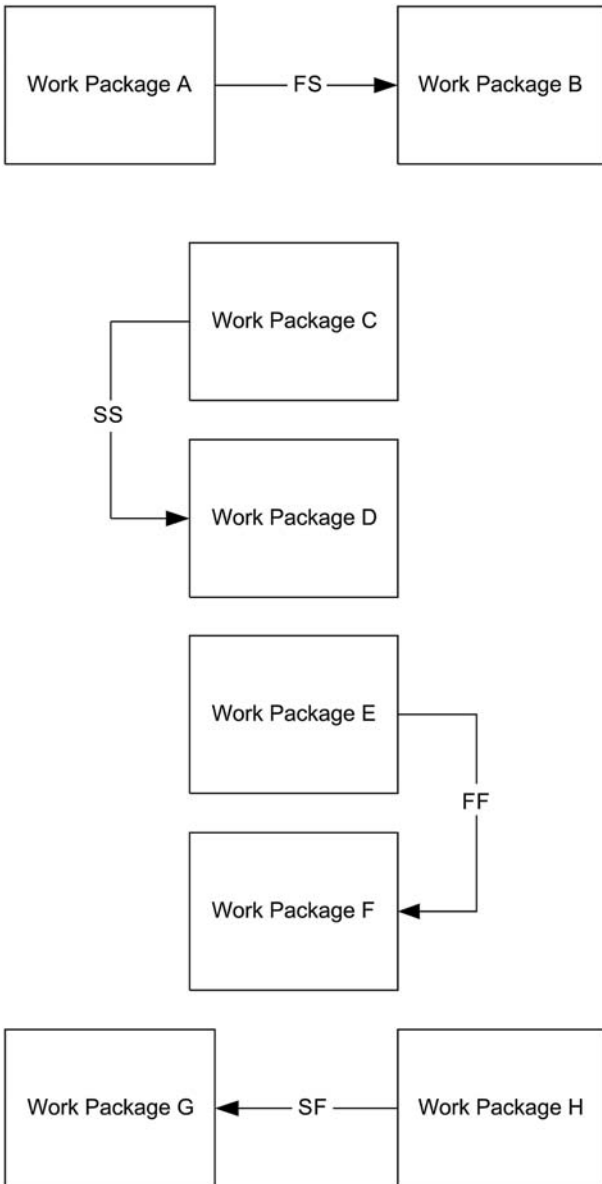 Work Package A
FS
Work Package B
Work Package C
SS
Work Package D
Work Package E
FF
Work Package F
Work Package G
SF
Work Package H